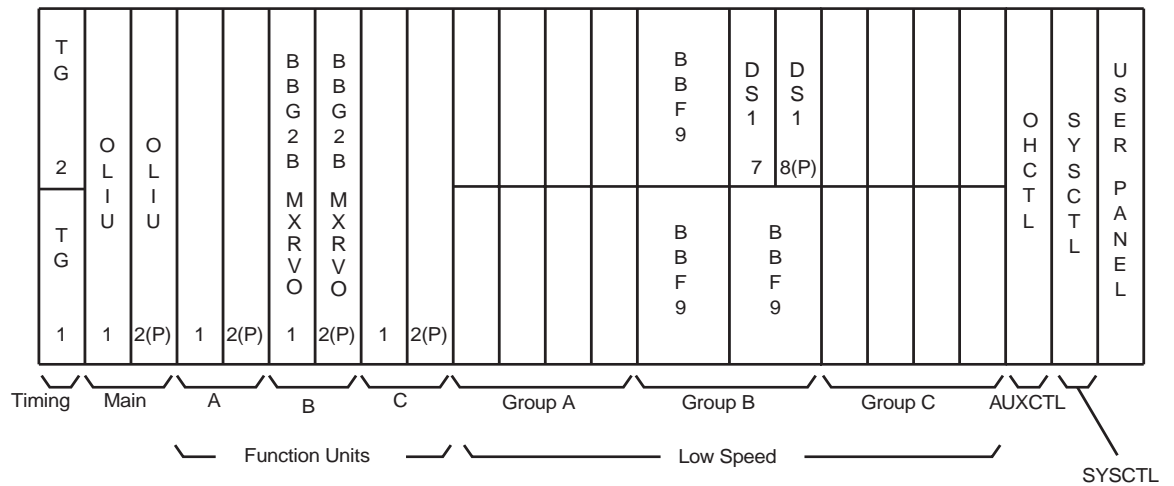 TG 2
TG 1
OLIU 1
OLIU 2(P)
1
2(P)
BBG2B MXRVO 1
BBG2B MXRVO 2(P)
1
2(P)
BBF9
DS1 7
DS1 8(P)
BBF9
BBF9
OHCTL
SYSCTL
USER PANEL
Timing
Main
A
B
C
Group A
Group B
Group C
AUXCTL
Function Units
Low Speed
SYSCTL